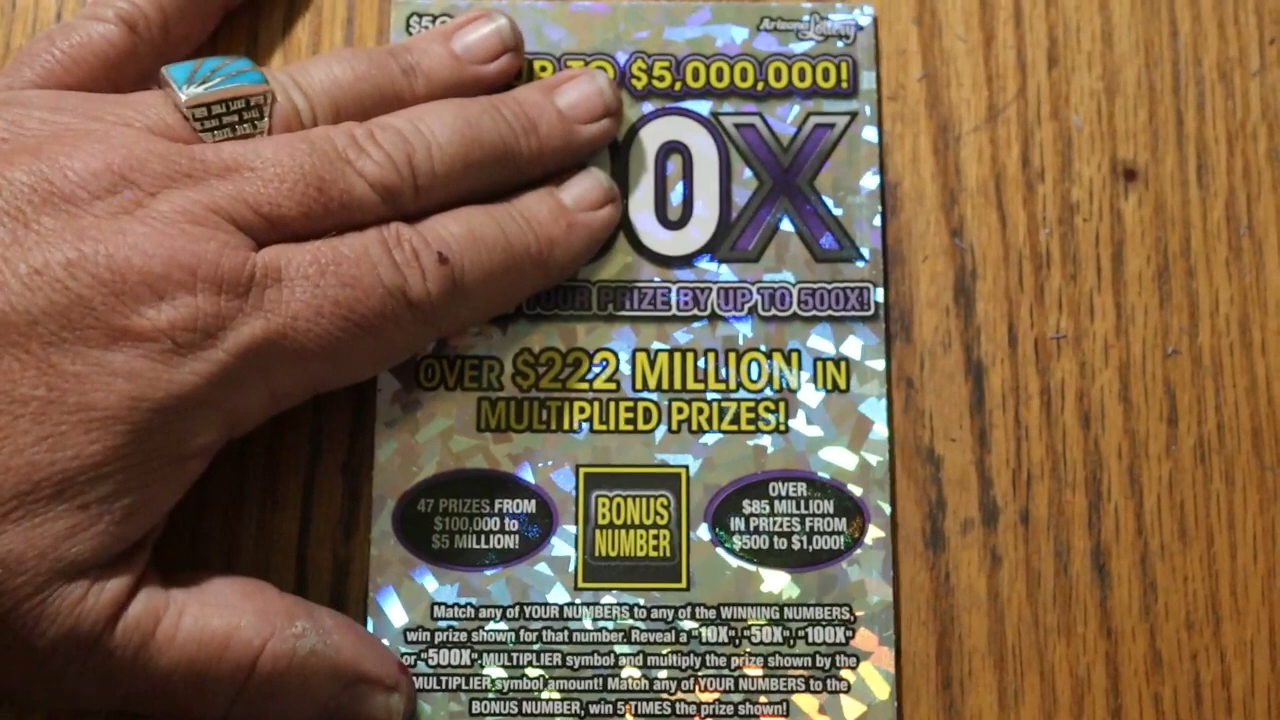 $50
Arizona Lottery
UP TO $5,000,000!
0X
YOUR PRIZE BY UP TO 500X!
OVER $222 MILLION IN
MULTIPLIED PRIZES!
47 PRIZES FROM
$100,000 to
$5 MILLION!
BONUS
NUMBER
OVER
$85 MILLION
IN PRIZES FROM
$500 to $1,000!
Match any of YOUR NUMBERS to any of the WINNING NUMBERS,
win prize shown for that number. Reveal a "10X", "50X", "100X"
or "500X" MULTIPLIER symbol and multiply the prize shown by the
MULTIPLIER symbol amount! Match any of YOUR NUMBERS to the
BONUS NUMBER, win 5 TIMES the prize shown!